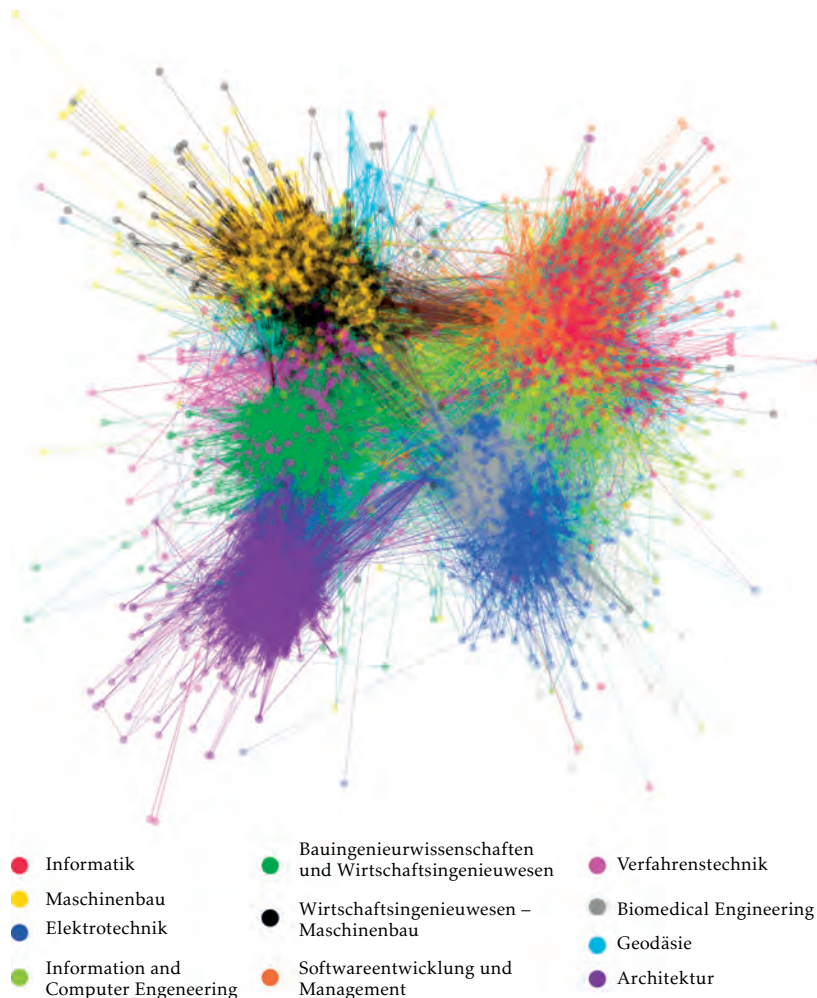 Informatik
Maschinenbau
Elektrotechnik
Information and
Computer Engeneering
Bauingenieurwissenschaften
und Wirtschaftsingenieuwesen
Wirtschaftsingenieuwesen –
Maschinenbau
Softwareentwicklung und
Management
Verfahrenstechnik
Biomedical Engineering
Geodäsie
Architektur